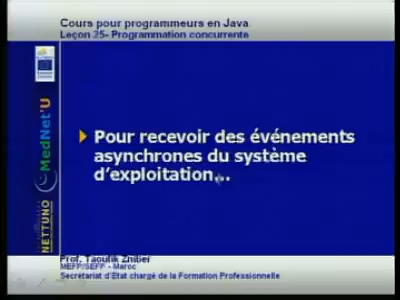 Cours pour programmeurs en Java
Leçon 25- Programmation concurrente
Pour recevoir des événements
asynchrones du système
d'exploitation...
NETTUNO
MedNet'U
Prof. Taoufik
MEFP/SEFP - Maroc
Secrétariat d'Etat chargé de la Formation Professionnelle